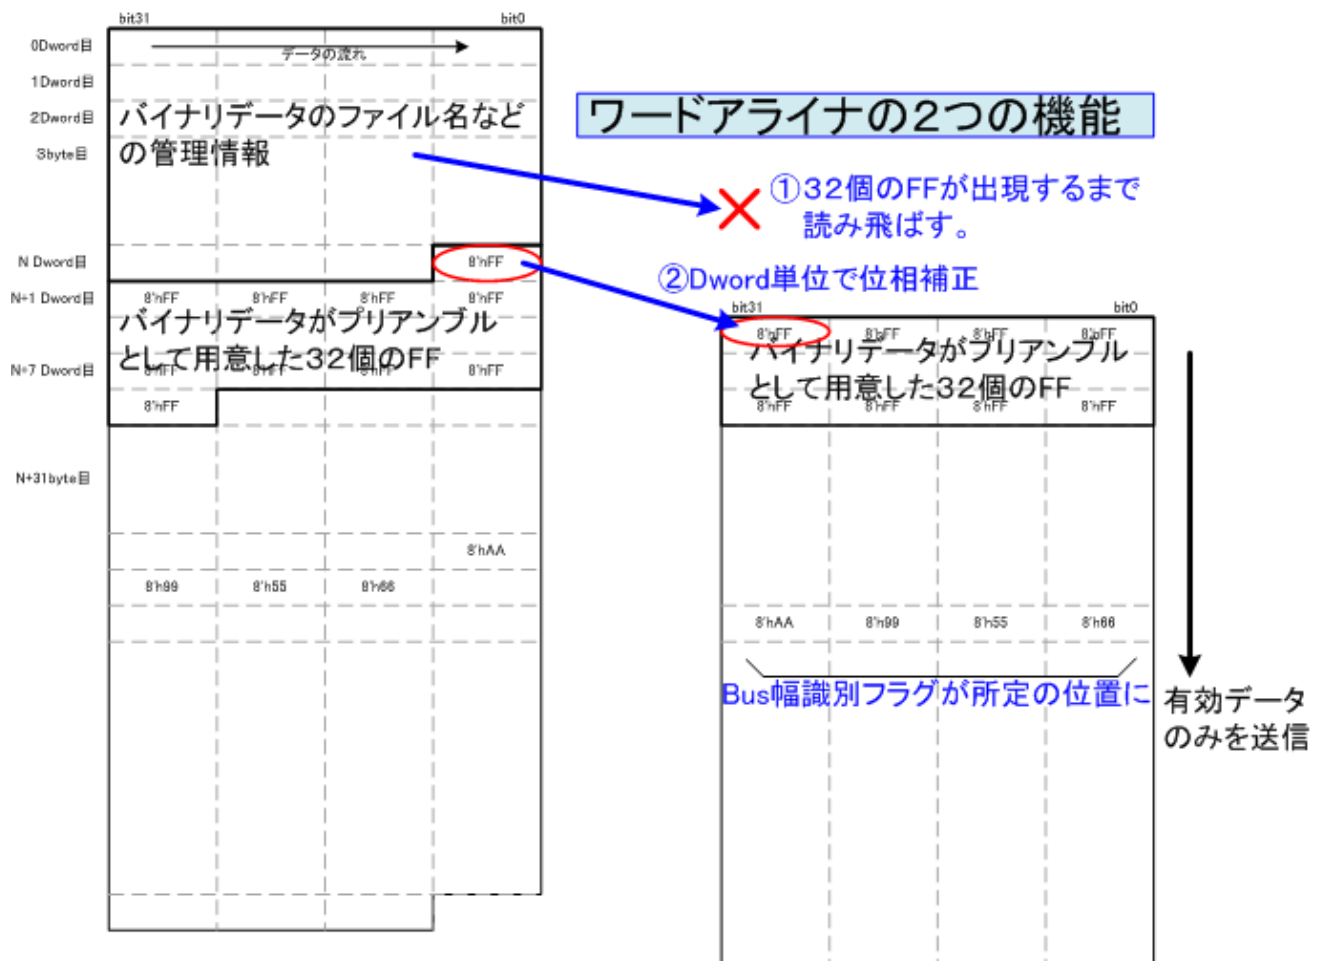 bit31 bit0
0Dword目
データの流れ
1Dword目
2Dword目
バイナリデータのファイル名など
3byte目
の管理情報
ワードアライナの2つの機能
①32個のFFが出現するまで
読み飛ばす。
N Dword目
8'hFF
②Dword単位で位相補正
N+1 Dword目
8'hFF 8'hFF 8'hFF 8'hFF
バイナリデータがプリアンブル
として用意した32個のFF
N+7 Dword目
8'hFF 8'hFF 8'hFF 8'hFF
8'hFF
N+31byte目
8'hAA
8'h99 8'h55 8'h66
bit31 bit0
8'hFF 8'hFF 8'hFF 8'hFF
バイナリデータがプリアンブル
として用意した32個のFF
8'hFF 8'hFF 8'hFF 8'hFF
8'hAA 8'h99 8'h55 8'h66
Bus幅識別フラグが所定の位置に
有効データ
のみを送信